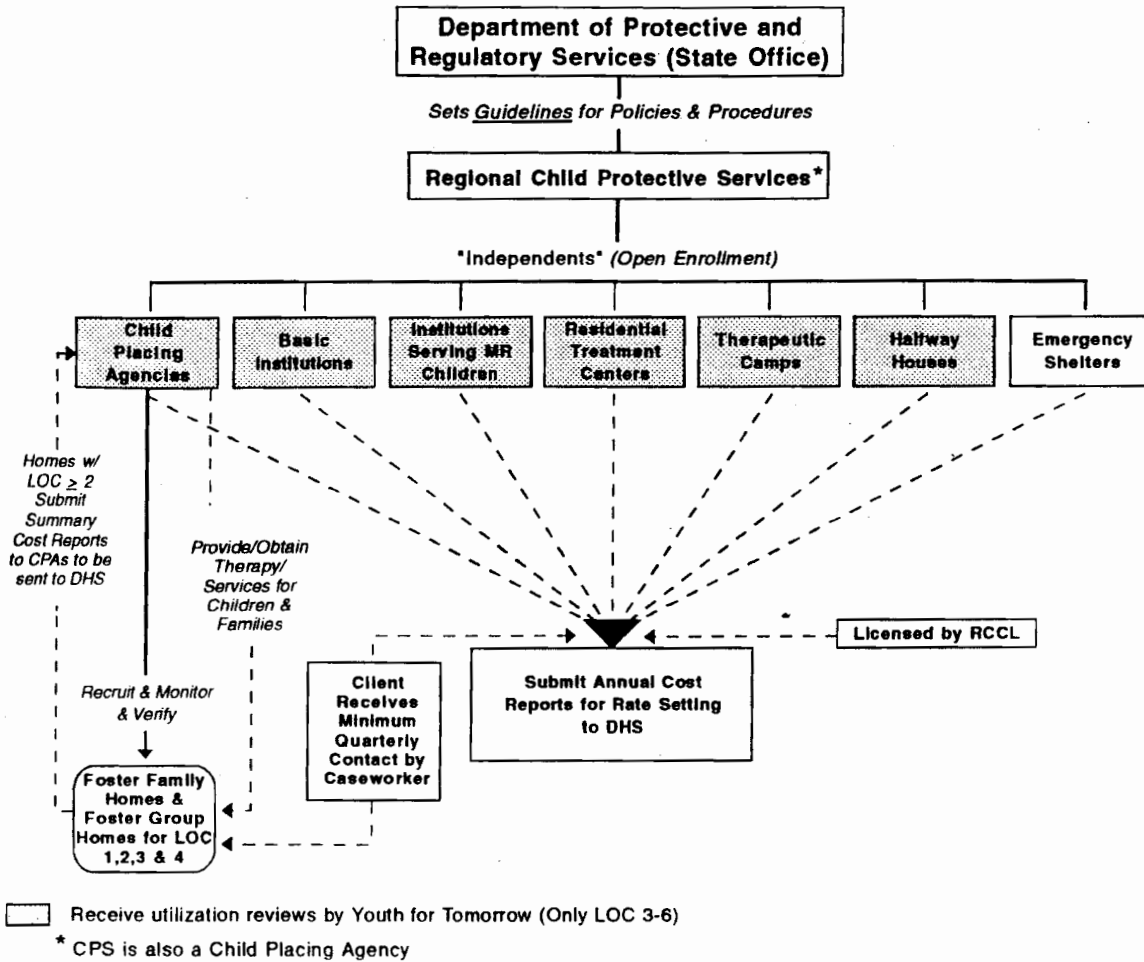 Department of Protective and
Regulatory Services (State Office)
Sets Guidelines for Policies & Procedures
Regional Child Protective Services*
"Independents" (Open Enrollment)
Child
Placing
Agencies
Basic
Institutions
Institutions
Serving MR
Children
Residential
Treatment
Centers
Therapeutic
Camps
Halfway
Houses
Emergency
Shelters
Homes w/
LOC ≥ 2
Submit
Summary
Cost Reports
to CPAs to be
sent to DHS
Provide/Obtain
Therapy/
Services for
Children &
Families
Recruit & Monitor
& Verify
Licensed by RCCL
Client
Receives
Minimum
Quarterly
Contact by
Caseworker
Submit Annual Cost
Reports for Rate Setting
to DHS
Foster Family
Homes &
Foster Group
Homes for LOC
1,2,3 & 4
Receive utilization reviews by Youth for Tomorrow (Only LOC 3-6)
* CPS is also a Child Placing Agency